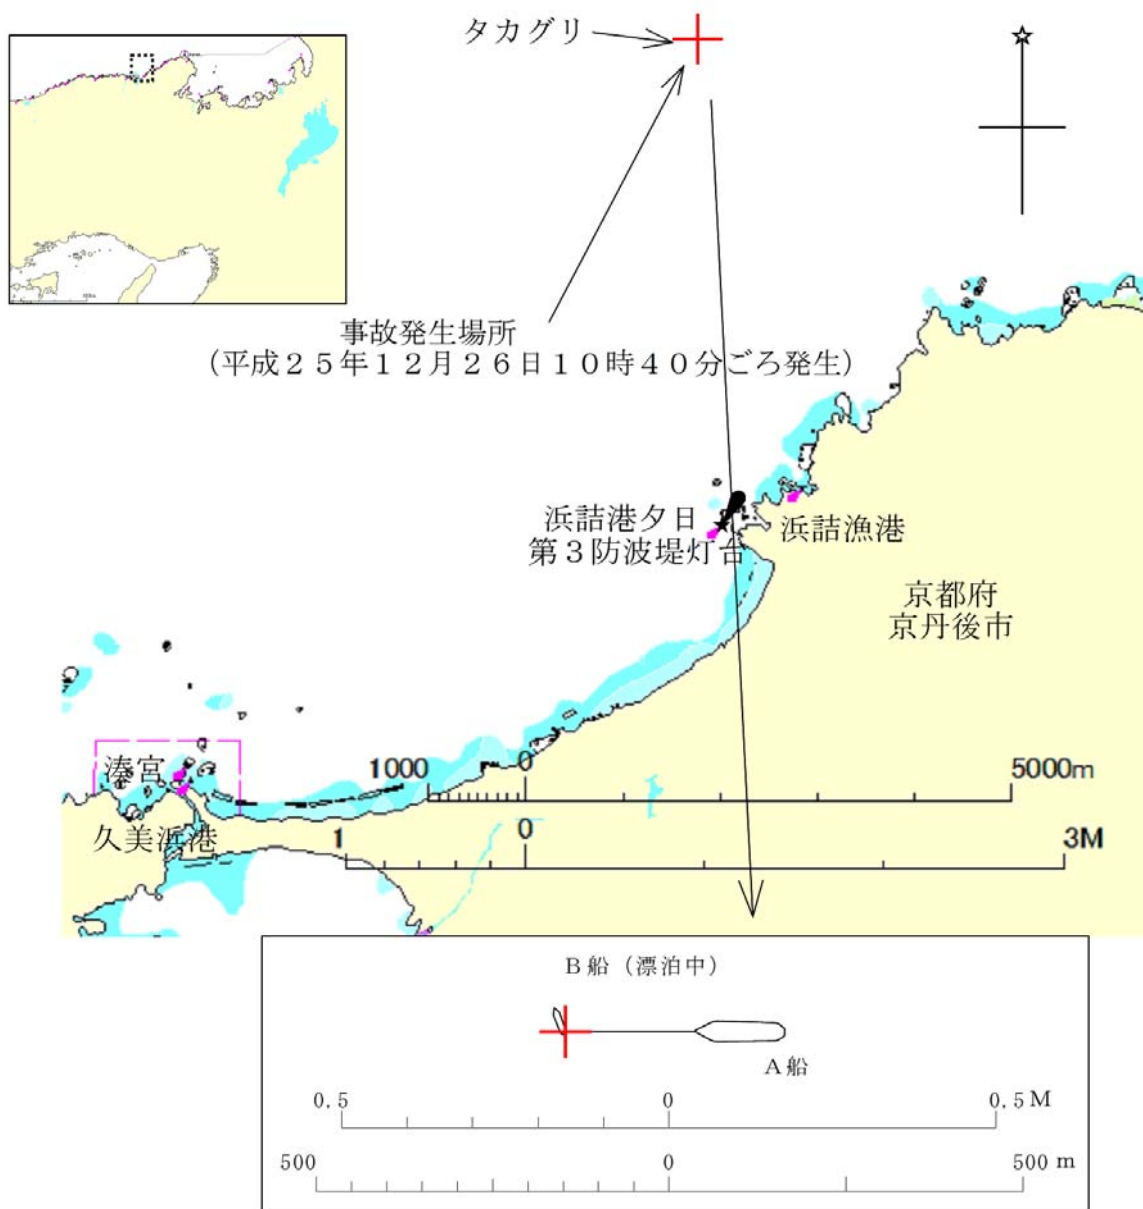 タカグリ
事故発生場所
（平成２５年１２月２６日１０時４０分ごろ発生）
浜詰港夕日
第３防波堤灯台
浜詰漁港
京都府
京丹後市
湊宮
久美浜港
1000 0 5000m
1 0 3M
Ｂ船（漂泊中）
Ａ船
0.5 0 0.5 M
500 0 500 m